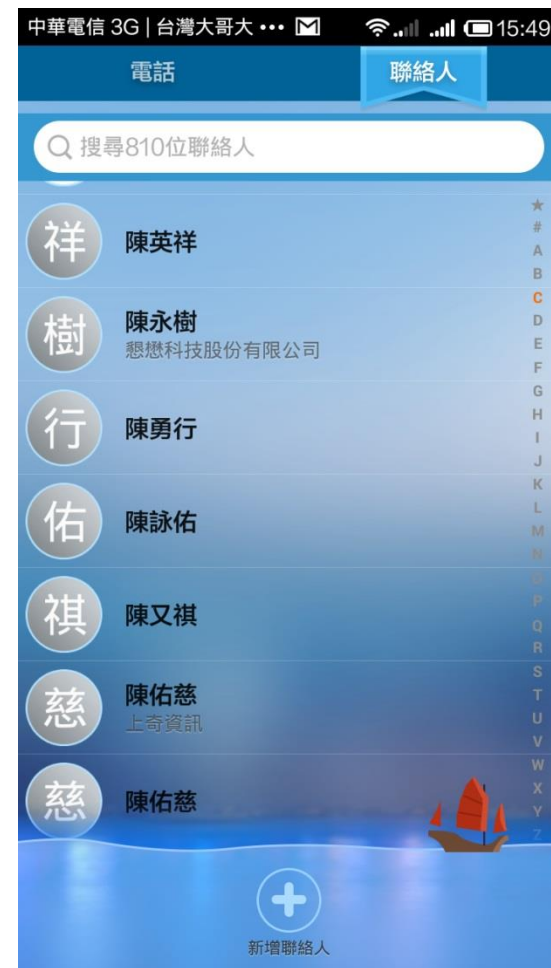 中華電信 3G | 台灣大哥大 ••• 15:49
電話 聯絡人
搜尋810位聯絡人
祥 陳英祥
樹 陳永樹
懇懋科技股份有限公司
行 陳勇行
佑 陳詠佑
祺 陳又祺
慈 陳佑慈
上奇資訊
慈 陳佑慈
★
#
A
B
C
D
E
F
G
H
I
J
K
L
M
N
O
P
Q
R
S
T
U
V
W
X
Y
Z
新增聯絡人